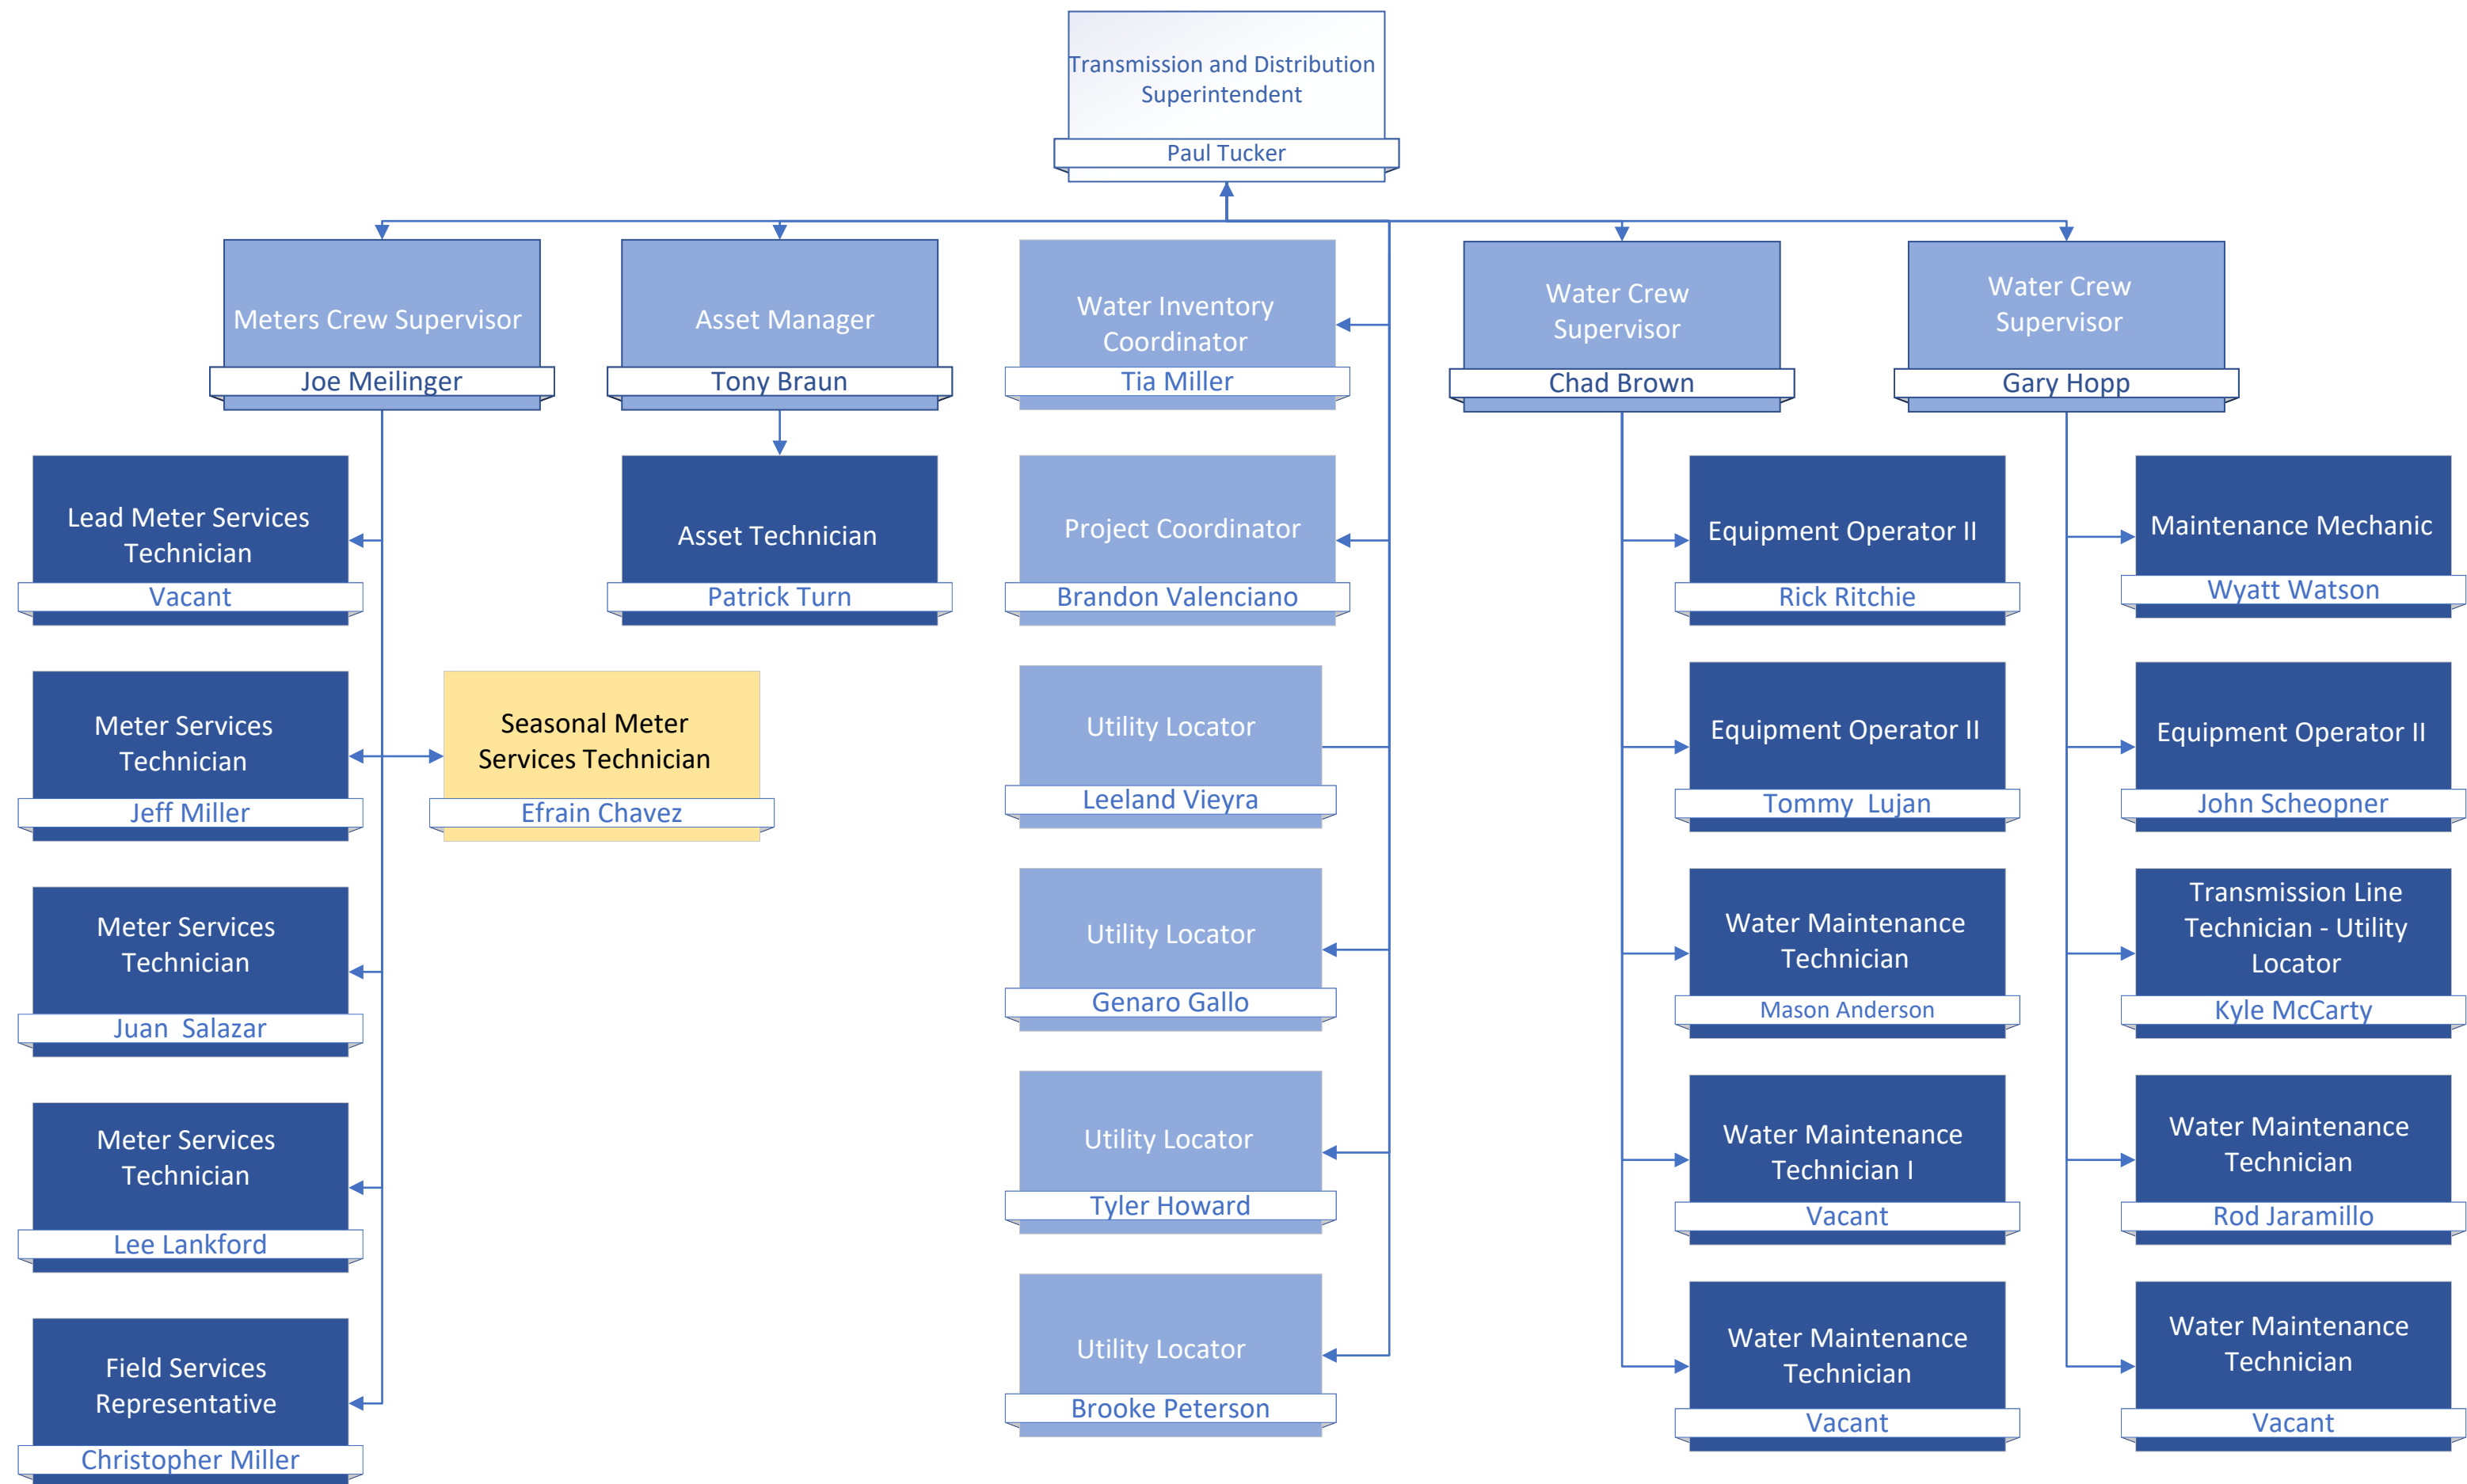 Transmission and Distribution
Superintendent
Paul Tucker
Meters Crew Supervisor
Joe Meilinger
Asset Manager
Tony Braun
Water Inventory
Coordinator
Tia Miller
Water Crew
Supervisor
Chad Brown
Water Crew
Supervisor
Gary Hopp
Lead Meter Services
Technician
Vacant
Asset Technician
Patrick Turn
Project Coordinator
Brandon Valenciano
Equipment Operator II
Rick Ritchie
Maintenance Mechanic
Wyatt Watson
Meter Services
Technician
Jeff Miller
Seasonal Meter
Services Technician
Efrain Chavez
Utility Locator
Leeland Vieyra
Equipment Operator II
Tommy  Lujan
Equipment Operator II
John Scheopner
Meter Services
Technician
Juan  Salazar
Utility Locator
Genaro Gallo
Water Maintenance
Technician
Mason Anderson
Transmission Line
Technician - Utility
Locator
Kyle McCarty
Meter Services
Technician
Lee Lankford
Utility Locator
Tyler Howard
Water Maintenance
Technician I
Vacant
Water Maintenance
Technician
Rod Jaramillo
Field Services
Representative
Christopher Miller
Utility Locator
Brooke Peterson
Water Maintenance
Technician
Vacant
Water Maintenance
Technician
Vacant